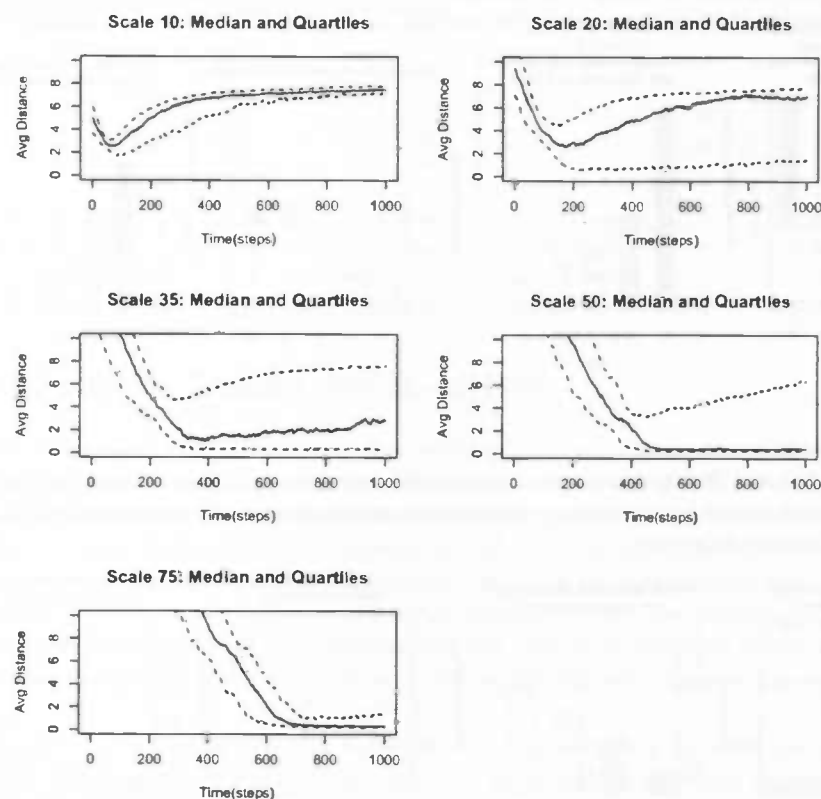 Scale 10: Median and Quartiles
Avg Distance
0 2 4 6 8
0 200 400 600 800 1000
Time(steps)
Scale 20: Median and Quartiles
Avg Distance
0 2 4 6 8
0 200 400 600 800 1000
Time(steps)
Scale 35: Median and Quartiles
Avg Distance
0 2 4 6 8
0 200 400 600 800 1000
Time(steps)
Scale 50: Median and Quartiles
Avg Distance
0 2 4 6 8
0 200 400 600 800 1000
Time(steps)
Scale 75: Median and Quartiles
Avg Distance
0 2 4 6 8
0 200 400 600 800 1000
Time(steps)